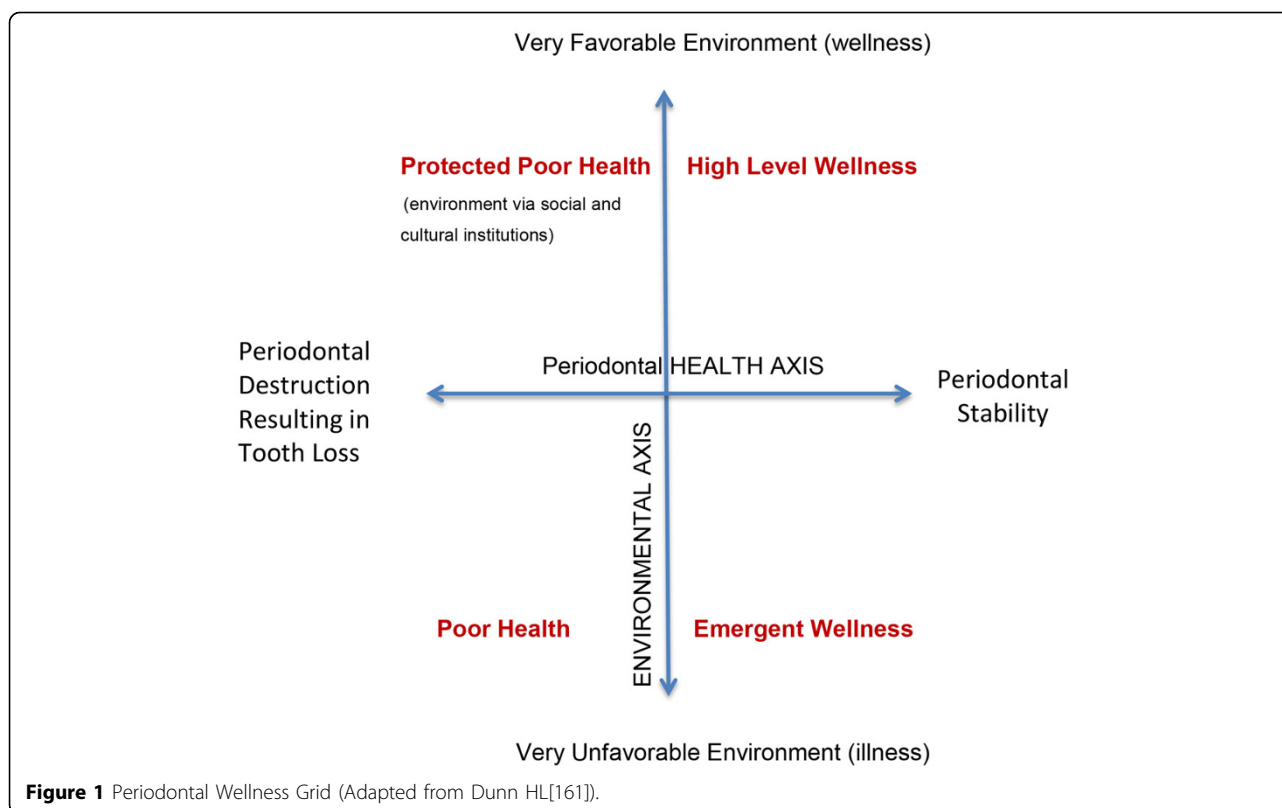 Very Favorable Environment (wellness)
Protected Poor Health
High Level Wellness
(environment via social and
cultural institutions)
Periodontal
Destruction
Resulting in
Tooth Loss
Periodontal HEALTH AXIS
Periodontal
Stability
ENVIRONMENTAL AXIS
Poor Health
Emergent Wellness
Very Unfavorable Environment (illness)
Figure 1 Periodontal Wellness Grid (Adapted from Dunn HL[161]).